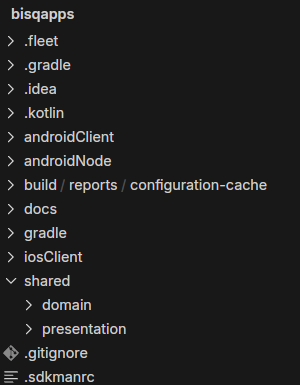 bisqapps
.fleet
.gradle
.idea
.kotlin
androidClient
androidNode
build / reports / configuration-cache
docs
gradle
iosClient
shared
domain
presentation
.gitignore
.sdkmanrc